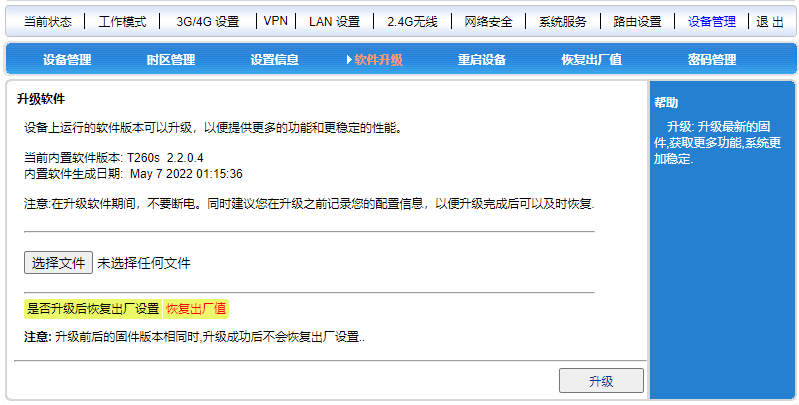 当前状态 工作模式 3G/4G 设置 VPN LAN 设置 2.4G无线 网络安全 系统服务 路由设置 设备管理 退 出
设备管理 时区管理 设置信息 软件升级 重启设备 恢复出厂值 密码管理
升级软件
设备上运行的软件版本可以升级，以便提供更多的功能和更稳定的性能。
当前内置软件版本: T260s 2.2.0.4
内置软件生成日期: May 7 2022 01:15:36
注意:在升级软件期间，不要断电。同时建议您在升级之前记录您的配置信息，以便升级完成后可以及时恢复.
选择文件 未选择任何文件
是否升级后恢复出厂设置 恢复出厂值
注意: 升级前后的固件版本相同时,升级成功后不会恢复出厂设置..
升级
帮助
升级: 升级最新的固
件,获取更多功能,系统更
加稳定.